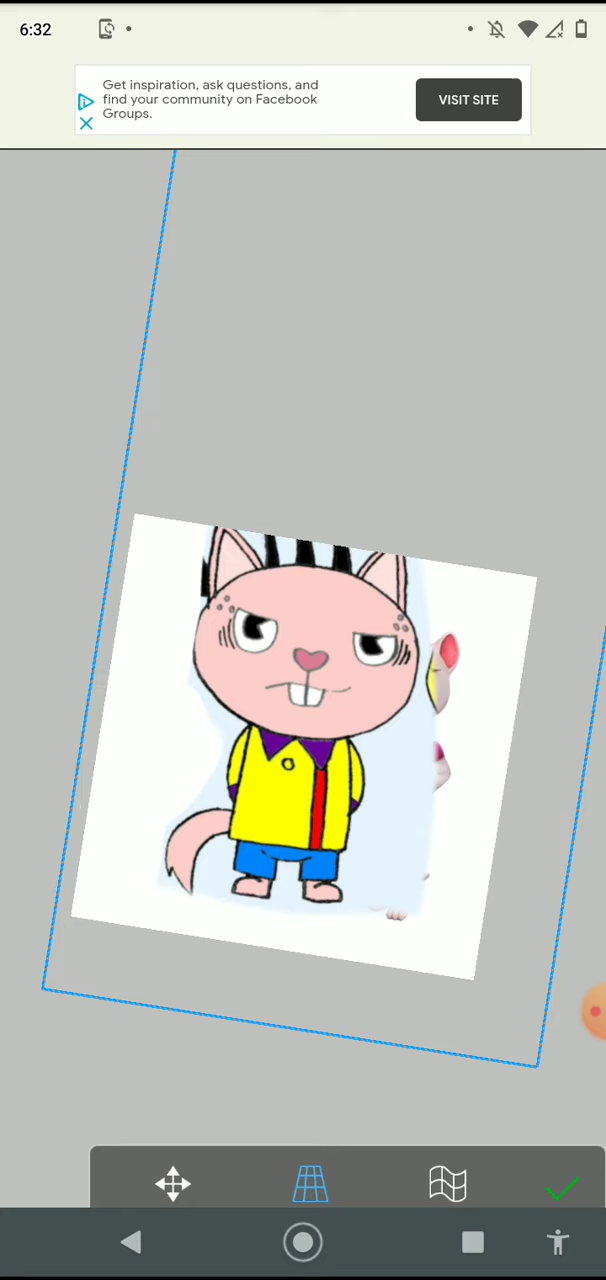 6:32
Get inspiration, ask questions, and
find your community on Facebook
Groups.
VISIT SITE